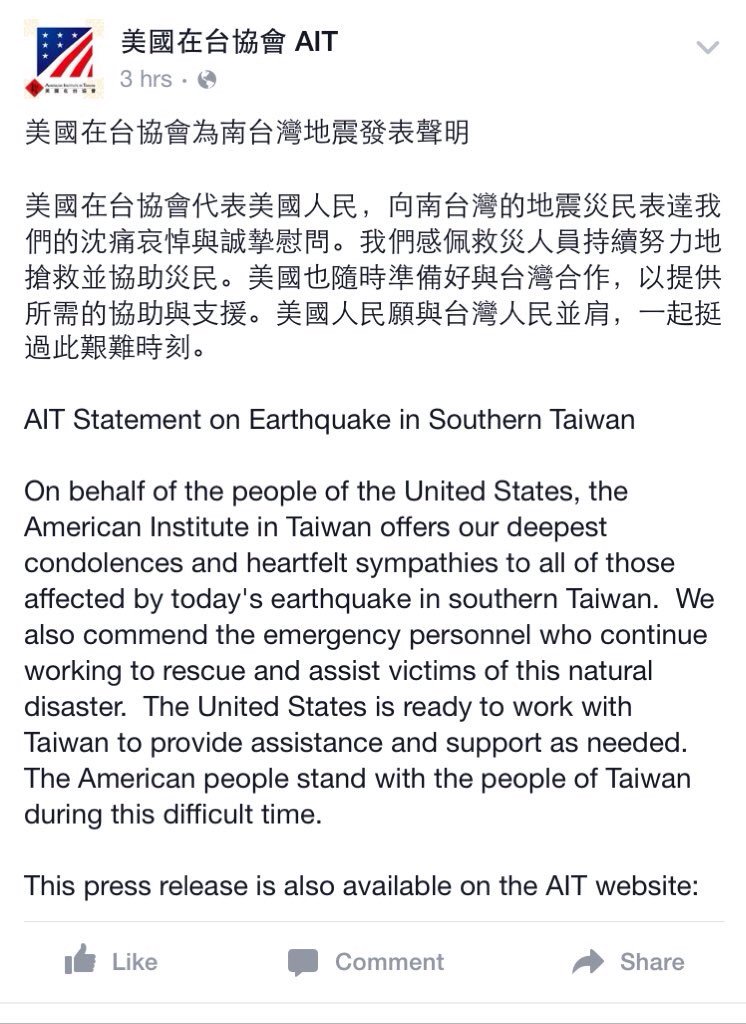 美國在台協會 AIT
3 hrs ·
美國在台協會為南台灣地震發表聲明
美國在台協會代表美國人民，向南台灣的地震災民表達我
們的沈痛哀悼與誠摯慰問。我們感佩救災人員持續努力地
搶救並協助災民。美國也隨時準備好與台灣合作，以提供
所需的協助與支援。美國人民願與台灣人民並肩，一起挺
過此艱難時刻。
AIT Statement on Earthquake in Southern Taiwan
On behalf of the people of the United States, the
American Institute in Taiwan offers our deepest
condolences and heartfelt sympathies to all of those
affected by today's earthquake in southern Taiwan.  We
also commend the emergency personnel who continue
working to rescue and assist victims of this natural
disaster.  The United States is ready to work with
Taiwan to provide assistance and support as needed.
The American people stand with the people of Taiwan
during this difficult time.
This press release is also available on the AIT website:
Like Comment Share